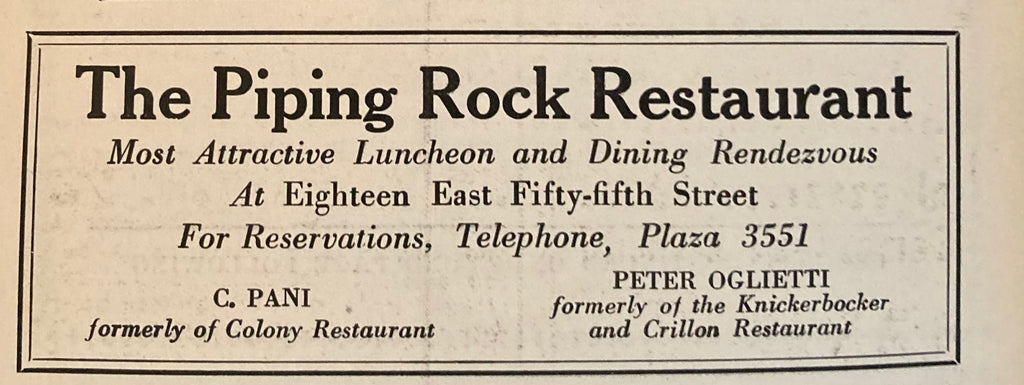 The Piping Rock Restaurant
Most Attractive Luncheon and Dining Rendezvous
At Eighteen East Fifty-fifth Street
For Reservations, Telephone, Plaza 3551
C. PANI
formerly of Colony Restaurant
PETER OGLIETTI
formerly of the Knickerbocker
and Crillon Restaurant